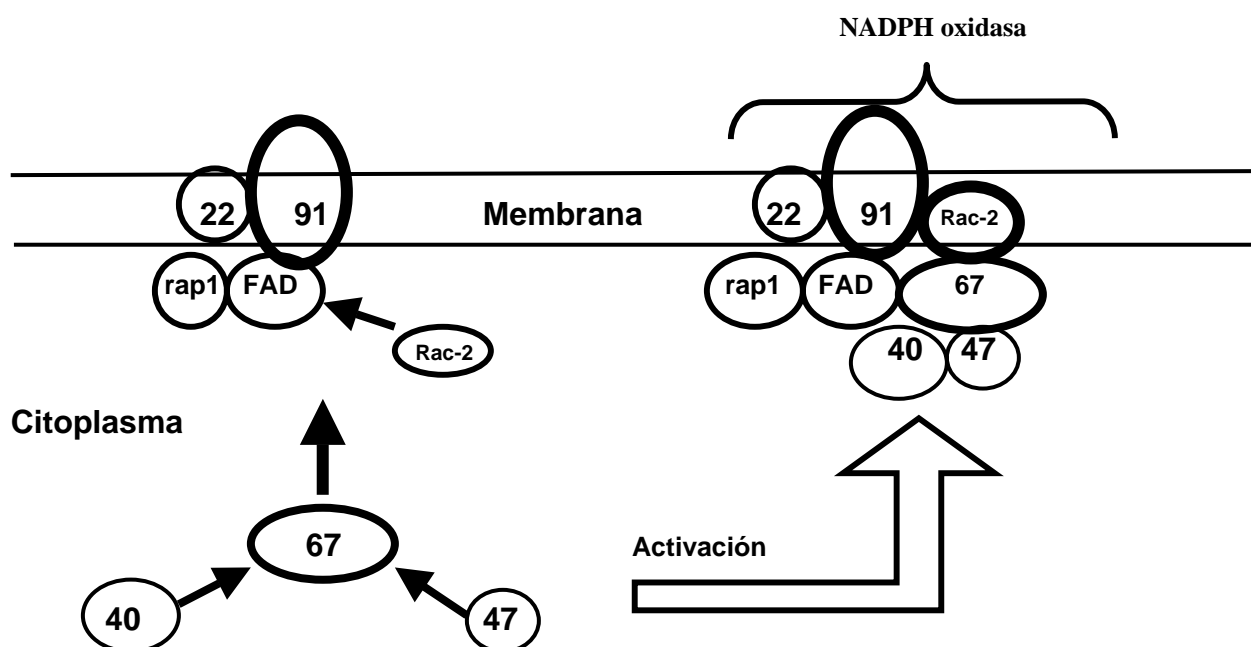 NADPH oxidasa
22
91
Membrana
22
91
Rac-2
rap1
FAD
rap1
FAD
67
Rac-2
40
47
Citoplasma
67
Activación
40
47